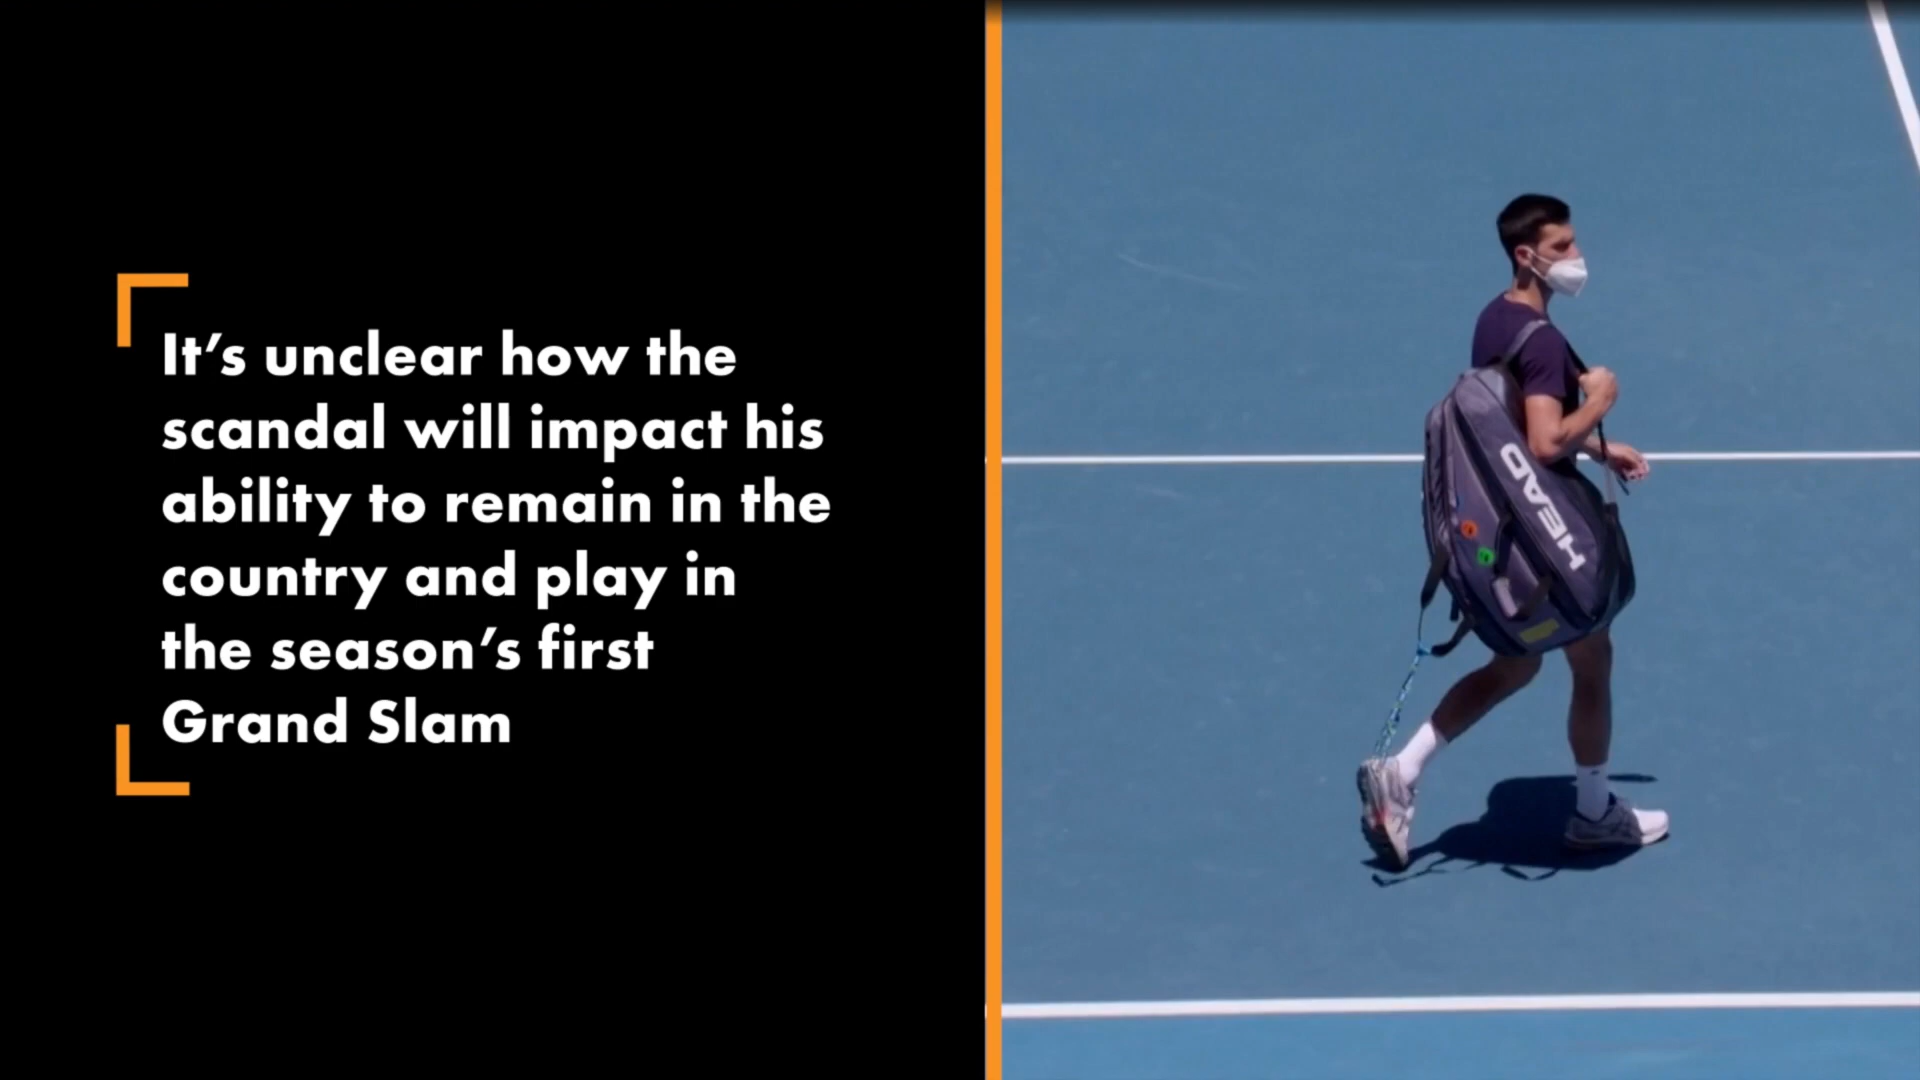 It’s unclear how the
scandal will impact his
ability to remain in the
country and play in
the season’s first
Grand Slam
HEAD